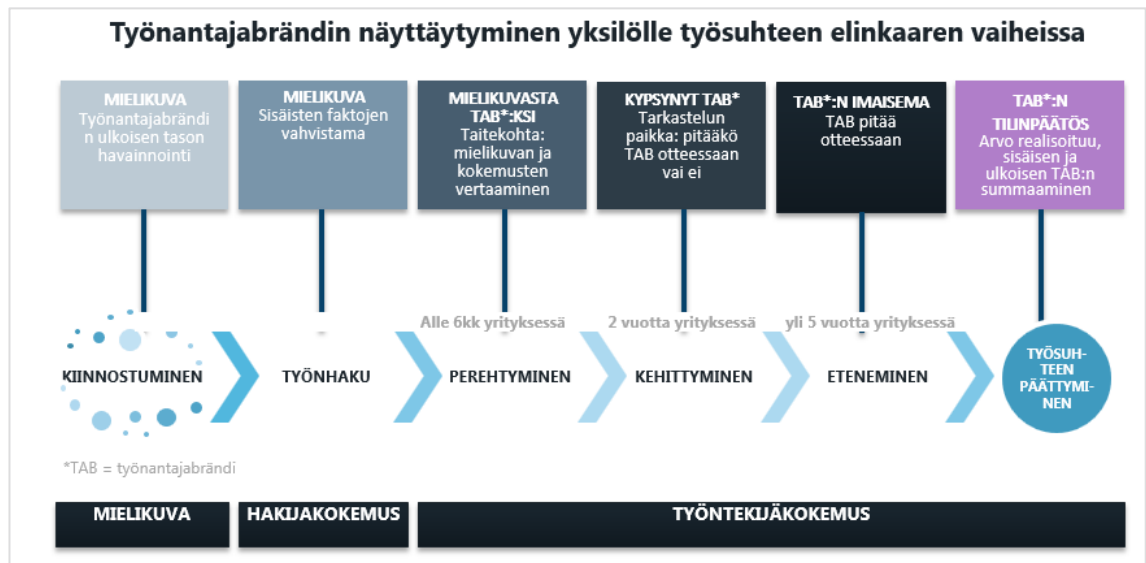 Työnantajabrändin näyttäytyminen yksilölle työsuhteen elinkaaren vaiheissa
MIELIKUVA
Työnantajabrändi
n ulkoisen tason
havainnointi
MIELIKUVA
Sisäisten faktojen
vahvistama
MIELIKUVASTA
TAB*:KSI
Taitekohta:
mielikuvan ja
kokemusten
vertaaminen
KYPSYNYT TAB*
Tarkastelun
paikka: pitääkö
TAB otteessaan
vai ei
TAB*:N IMAISEMA
TAB pitää
otteessaan
TAB*:N
TILINPÄÄTÖS
Arvo realisoituu,
sisäisen ja
ulkoisen TAB:n
summaaminen
Alle 6kk yrityksessä
2 vuotta yrityksessä
yli 5 vuotta yrityksessä
KIINNOSTUMINEN
TYÖNHAKU
PEREHTYMINEN
KEHITTYMINEN
ETENEMINEN
TYÖSUH-
TEEN
PÄÄTTYMI-
NEN
*TAB = työnantajabrändi
MIELIKUVA
HAKIJAKOKEMUS
TYÖNTEKIJÄKOKEMUS